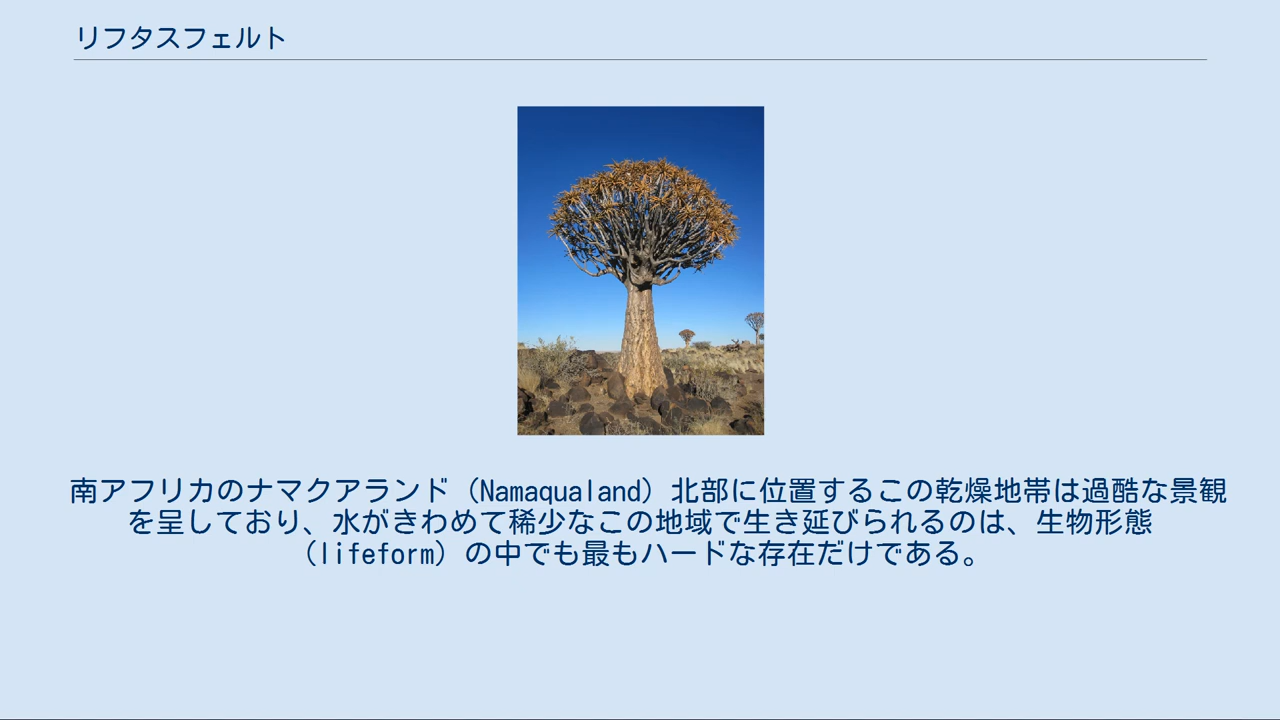 リフタスフェルト
南アフリカのナマクアランド（Namaqualand）北部に位置するこの乾燥地帯は過酷な景観
を呈しており、水がきわめて稀少なこの地域で生き延びられるのは、生物形態
（lifeform）の中でも最もハードな存在だけである。